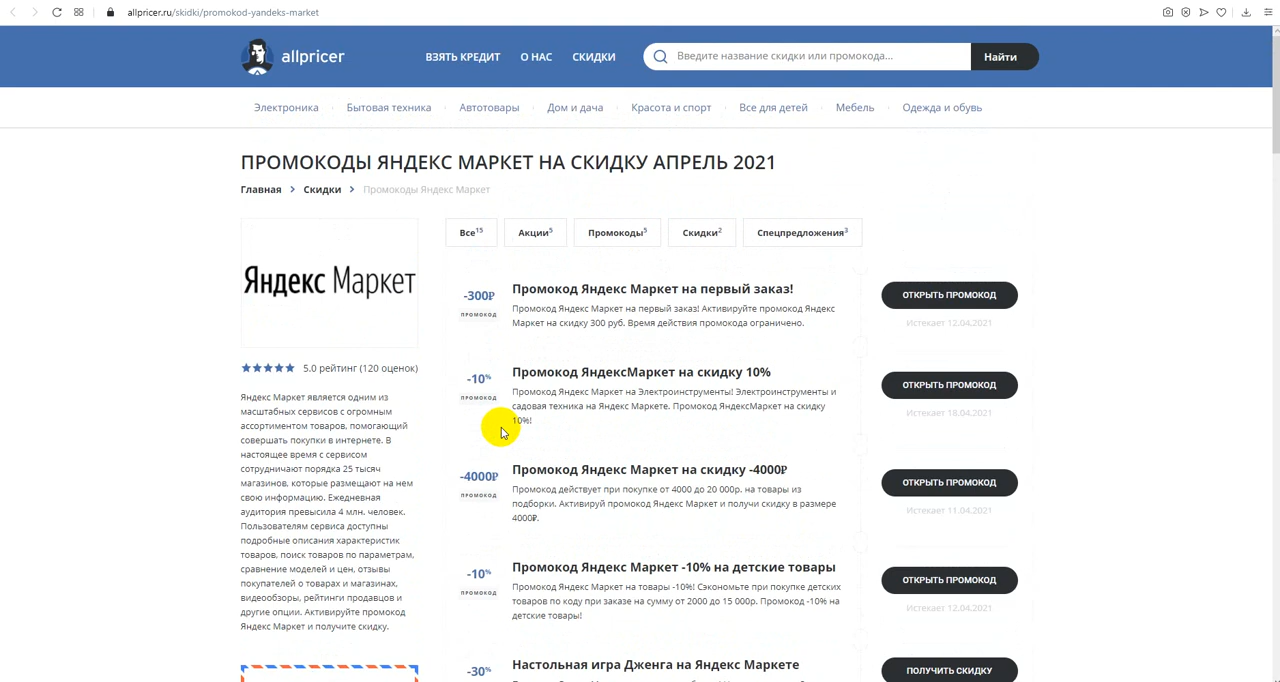 allpricer.ru/skidki/promokod-yandeks-market
allpricer
ВЗЯТЬ КРЕДИТ
О НАС
СКИДКИ
Введите название скидки или промокода...
Найти
Электроника
Бытовая техника
Автотовары
Дом и дача
Красота и спорт
Все для детей
Мебель
Одежда и обувь
ПРОМОКОДЫ ЯНДЕКС МАРКЕТ НА СКИДКУ АПРЕЛЬ 2021
Главная
Скидки
Промокоды Яндекс Маркет
Яндекс Маркет
5.0 рейтинг (120 оценок)
Яндекс Маркет является одним из
масштабных сервисов с огромным
ассортиментом товаров, помогающий
совершать покупки в интернете. В
настоящее время с сервисом
сотрудничают порядка 25 тысяч
магазинов, которые размещают на нем
свою информацию. Ежедневная
аудитория превысила 4 млн. человек.
Пользователям сервиса доступны
подробные описания характеристик
товаров, поиск товаров по параметрам,
сравнение моделей и цен, отзывы
покупателей о товарах и магазинах,
видеообзоры, рейтинги продавцов и
другие опции. Активируйте промокод
Яндекс Маркет и получите скидку.
Все 15
Акции 5
Промокоды 5
Скидки 2
Спецпредложения 3
-300₽
ПРОМОКОД
Промокод Яндекс Маркет на первый заказ!
Промокод Яндекс Маркет на первый заказ! Активируйте промокод Яндекс
Маркет на скидку 300 руб. Время действия промокода ограничено.
ОТКРЫТЬ ПРОМОКОД
Истекает 12.04.2021
-10%
ПРОМОКОД
Промокод ЯндексМаркет на скидку 10%
Промокод Яндекс Маркет на Электроинструменты! Электроинструменты и
садовая техника на Яндекс Маркете. Промокод ЯндексМаркет на скидку
10%!
ОТКРЫТЬ ПРОМОКОД
Истекает 18.04.2021
-4000₽
ПРОМОКОД
Промокод Яндекс Маркет на скидку -4000₽
Промокод действует при покупке от 4000 до 20 000р. на товары из
подборки. Активируй промокод Яндекс Маркет и получи скидку в размере
4000₽.
ОТКРЫТЬ ПРОМОКОД
Истекает 11.04.2021
-10%
ПРОМОКОД
Промокод Яндекс Маркет -10% на детские товары
Промокод Яндекс Маркет на товары -10%! Сэкономьте при покупке детских
товаров по коду при заказе на сумму от 2000 до 15 000р. Промокод -10% на
детские товары!
ОТКРЫТЬ ПРОМОКОД
Истекает 12.04.2021
-30%
Настольная игра Дженга на Яндекс Маркете
ПОЛУЧИТЬ СКИДКУ